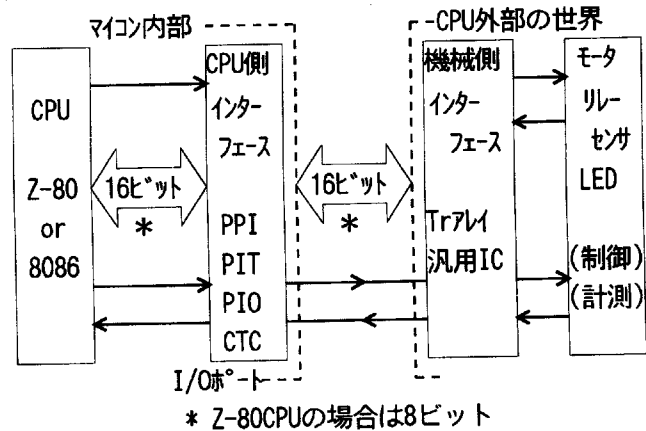 マイコン内部
CPU外部の世界
CPU
Z-80
or
8086
16ビット
*
CPU側
インター
フェース
PPI
PIT
PIO
CTC
I/Oポート
16ビット
*
機械側
インター
フェース
Trアレイ
汎用IC
モータ
リレー
センサ
LED
(制御)
(計測)
* Z-80CPUの場合は8ビット